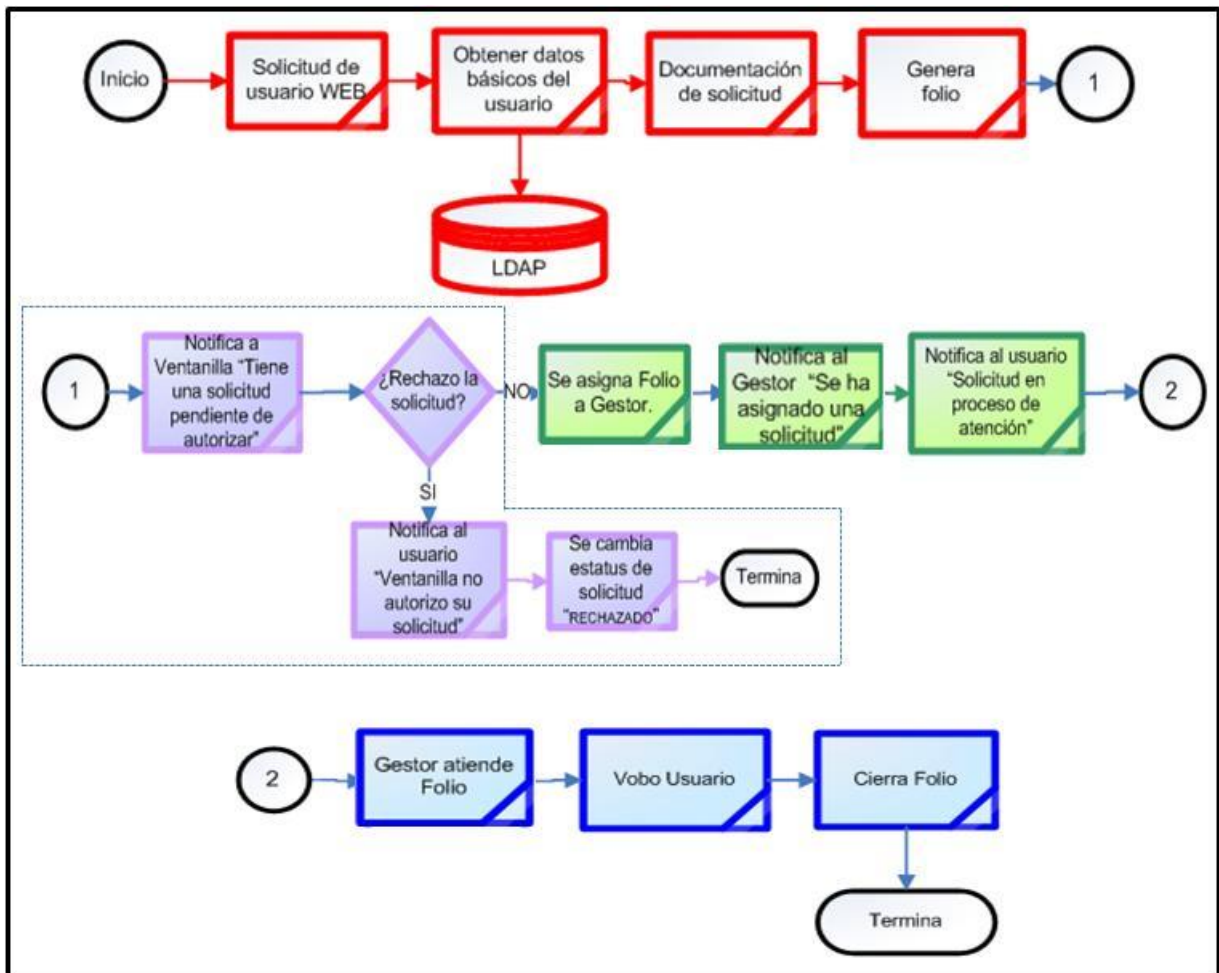 Inicio
Solicitud de
usuario WEB
Obtener datos
básicos del
usuario
Documentación
de solicitud
Genera
folio
1
LDAP
1
Notifica a
Ventanilla “Tiene
una solicitud
pendiente de
autorizar”
¿Rechazo la
solicitud?
NO
Se asigna Folio
a Gestor.
Notifica al
Gestor “Se ha
asignado una
solicitud”
Notifica al usuario
“Solicitud en
proceso de
atención”
2
SI
Notifica al
usuario
“Ventanilla no
autorizo su
solicitud”
Se cambia
estatus de
solicitud
“RECHAZADO”
Termina
2
Gestor atiende
Folio
Vobo Usuario
Cierra Folio
Termina